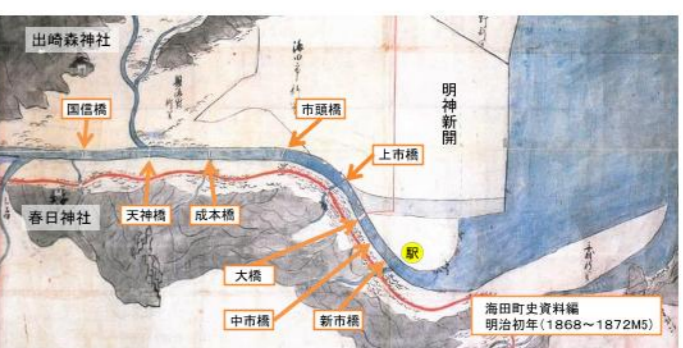 出崎森神社
国信橋
市頭橋
明神新開
上市橋
春日神社
天神橋
成本橋
駅
大橋
中市橋
新市橋
海田町史資料編
明治初年(1868~1872M5)